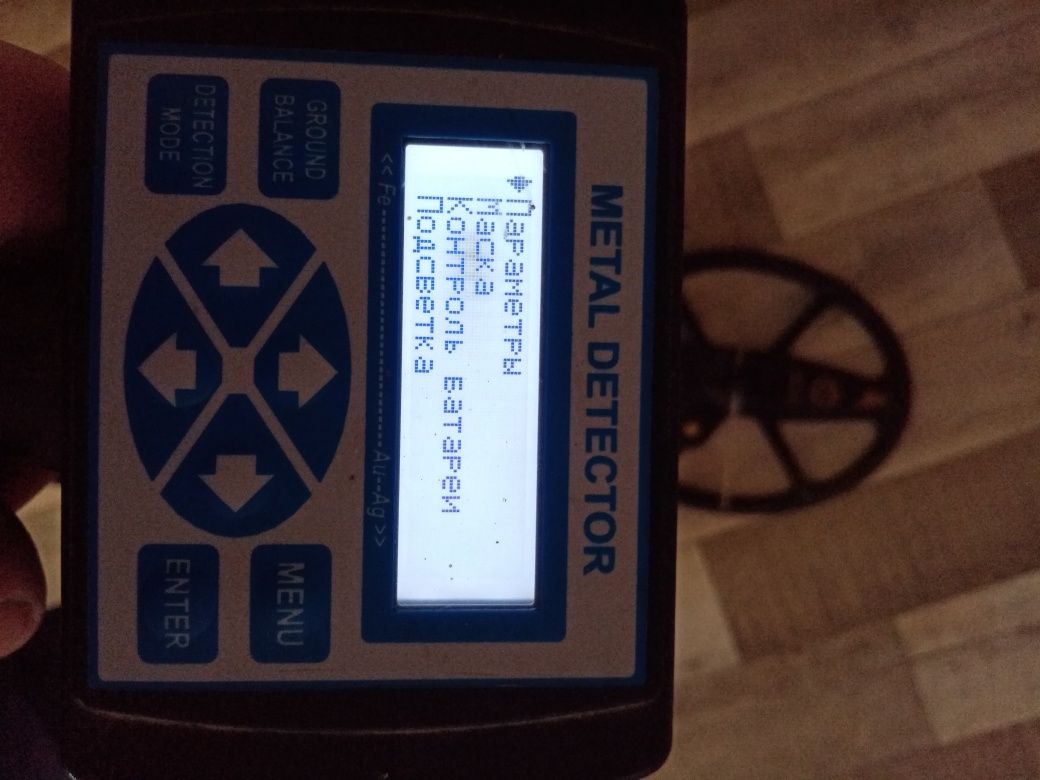 METAL DETECTOR
Параметры
Маска
Контроль батареи
Подсветка
<< Fe------------------------Au--Ag >>
GROUND
BALANCE
MENU
DETECTION
MODE
ENTER